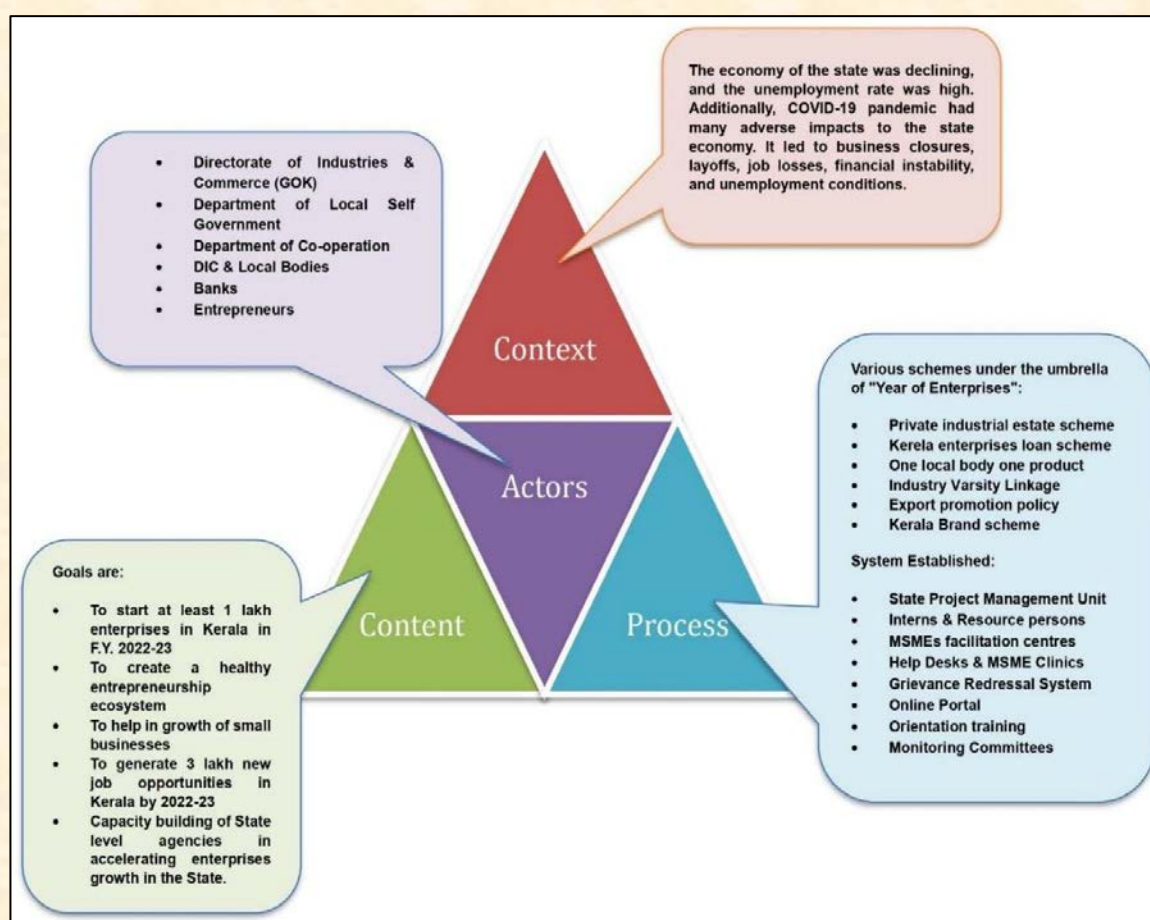 The economy of the state was declining,
and the unemployment rate was high.
Additionally, COVID-19 pandemic had
many adverse impacts to the state
economy. It led to business closures,
layoffs, job losses, financial instability,
and unemployment conditions.
• Directorate of Industries &
Commerce (GOK)
• Department of Local Self
Government
• Department of Co-operation
• DIC & Local Bodies
• Banks
• Entrepreneurs
Context
Actors
Content
Process
Various schemes under the umbrella
of "Year of Enterprises":
• Private industrial estate scheme
• Kerela enterprises loan scheme
• One local body one product
• Industry Varsity Linkage
• Export promotion policy
• Kerala Brand scheme
System Established:
• State Project Management Unit
• Interns & Resource persons
• MSMEs facilitation centres
• Help Desks & MSME Clinics
• Grievance Redressal System
• Online Portal
• Orientation training
• Monitoring Committees
Goals are:
• To start at least 1 lakh
enterprises in Kerala in
F.Y. 2022-23
• To create a healthy
entrepreneurship
ecosystem
• To help in growth of small
businesses
• To generate 3 lakh new
job opportunities in
Kerala by 2022-23
• Capacity building of State
level agencies in
accelerating enterprises
growth in the State.